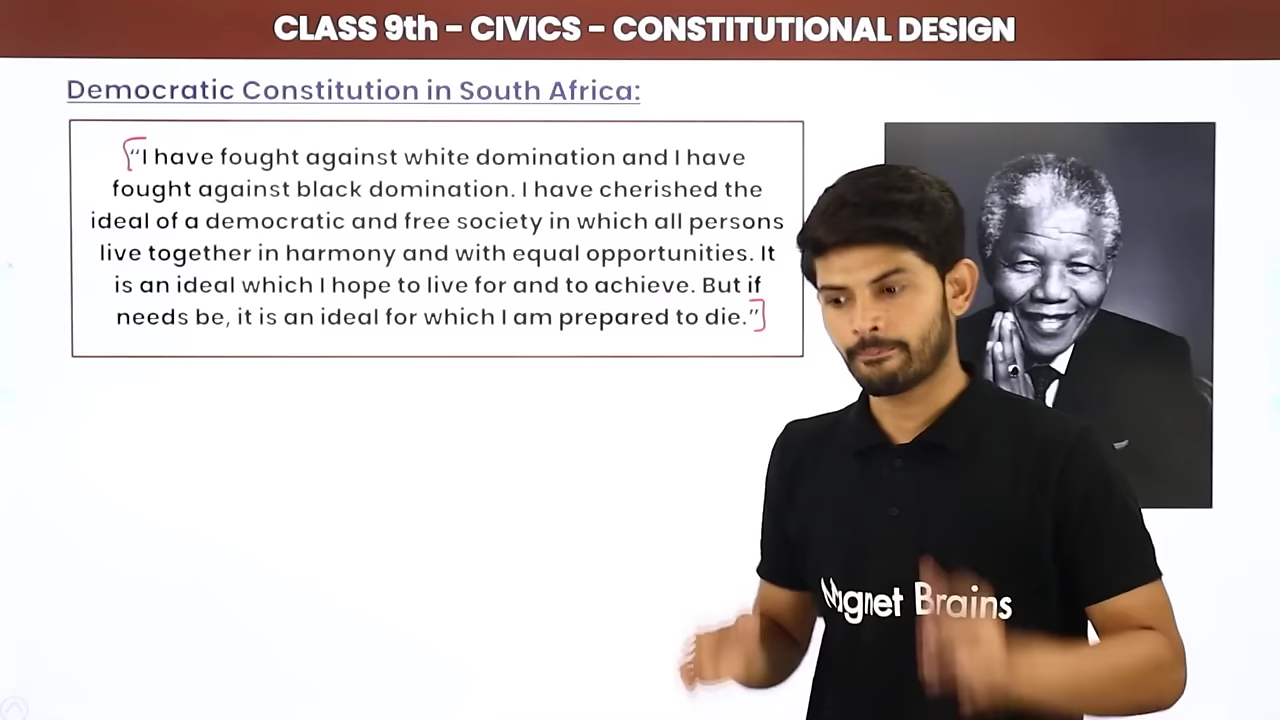 CLASS 9th - CIVICS - CONSTITUTIONAL DESIGN
Democratic Constitution in South Africa:
“I have fought against white domination and I have
fought against black domination. I have cherished the
ideal of a democratic and free society in which all persons
live together in harmony and with equal opportunities. It
is an ideal which I hope to live for and to achieve. But if
needs be, it is an ideal for which I am prepared to die.”
Magnet Brains